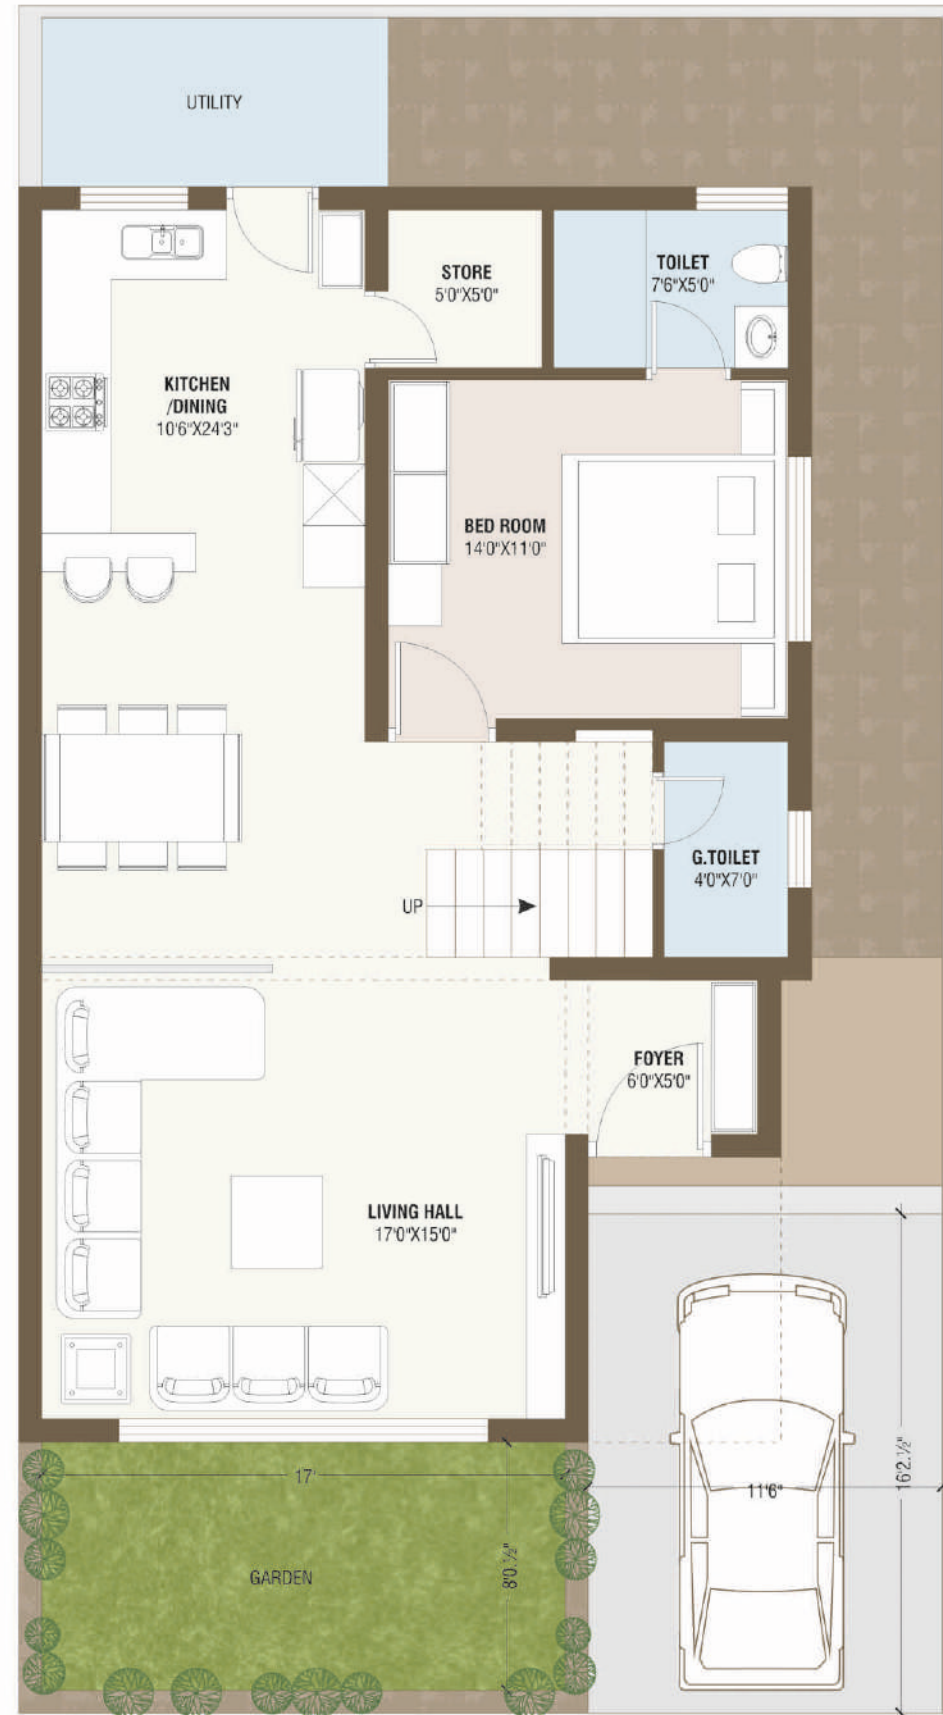 UTILITY
STORE
5'0"X5'0"
TOILET
7'6"X5'0"
KITCHEN
/DINING
10'6"X24'3"
BED ROOM
14'0"X11'0"
G.TOILET
4'0"X7'0"
UP
FOYER
6'0"X5'0"
LIVING HALL
17'0"X15'0"
17'
8'0.½"
GARDEN
11'6"
16'2.½"